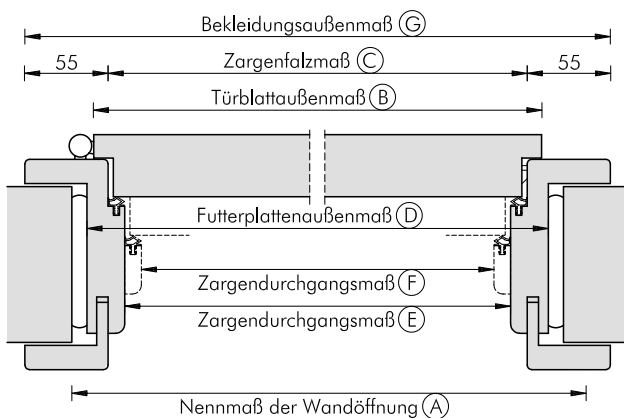 Bekleidungsaußenmaß G
55 Zargenfalzmaß C 55
Türblattaußenmaß B
Futterplattenaußenmaß D
Zargendurchgangsmaß F
Zargendurchgangsmaß E
Nennmaß der Wandöffnung A